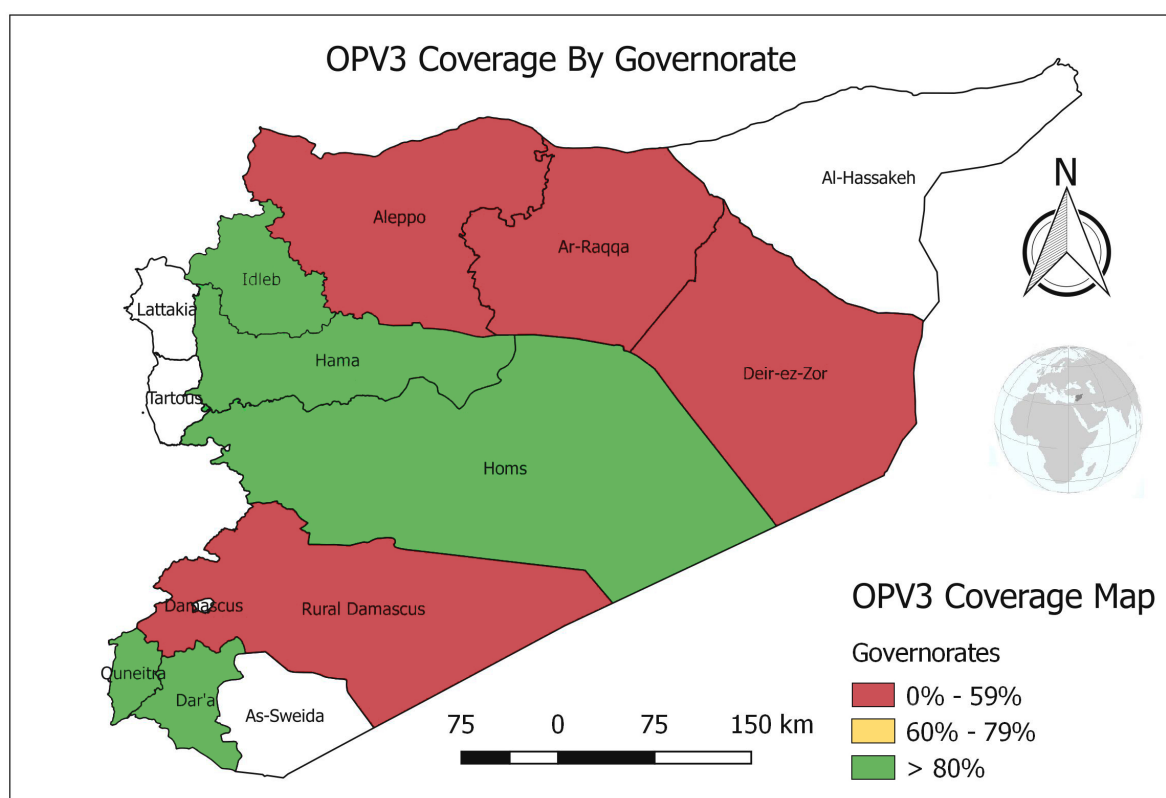 OPV3 Coverage By Governorate
N
Al-Hassakeh
Aleppo
Ar-Raqqa
Idleb
Lattakia
Hama
Deir-ez-Zor
Tartous
Homs
Damascus
Rural Damascus
Quneitra
Dar'a
As-Sweida
75 0 75 150 km
OPV3 Coverage Map
Governorates
0% - 59%
60% - 79%
> 80%